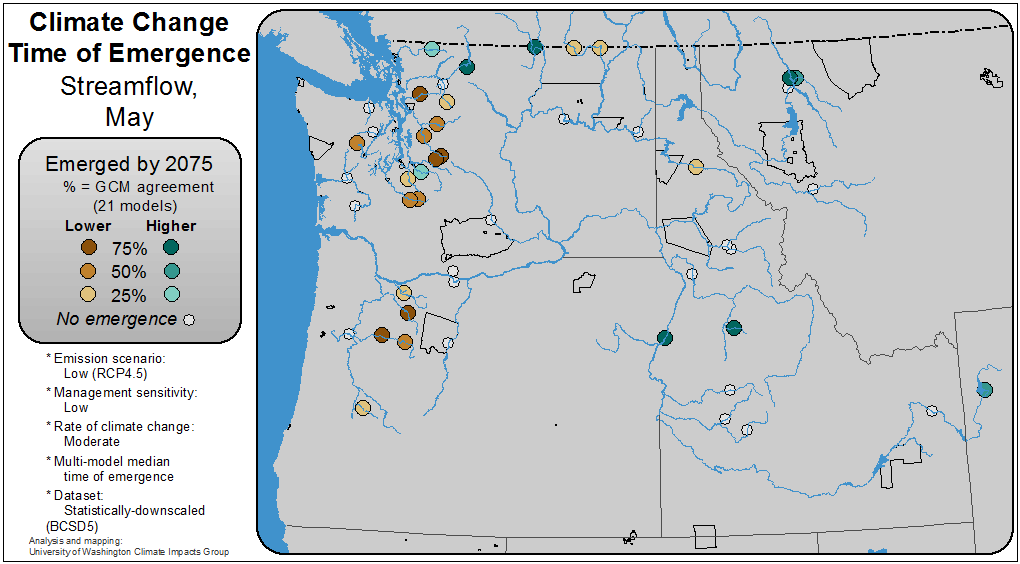 Climate Change
Time of Emergence
Streamflow,
May
Emerged by 2075
% = GCM agreement
(21 models)
Lower Higher
75%
50%
25%
No emergence
* Emission scenario:
Low (RCP4.5)
* Management sensitivity:
Low
* Rate of climate change:
Moderate
* Multi-model median
time of emergence
* Dataset:
Statistically-downscaled
(BCSD5)
Analysis and mapping:
University of Washington Climate Impacts Group